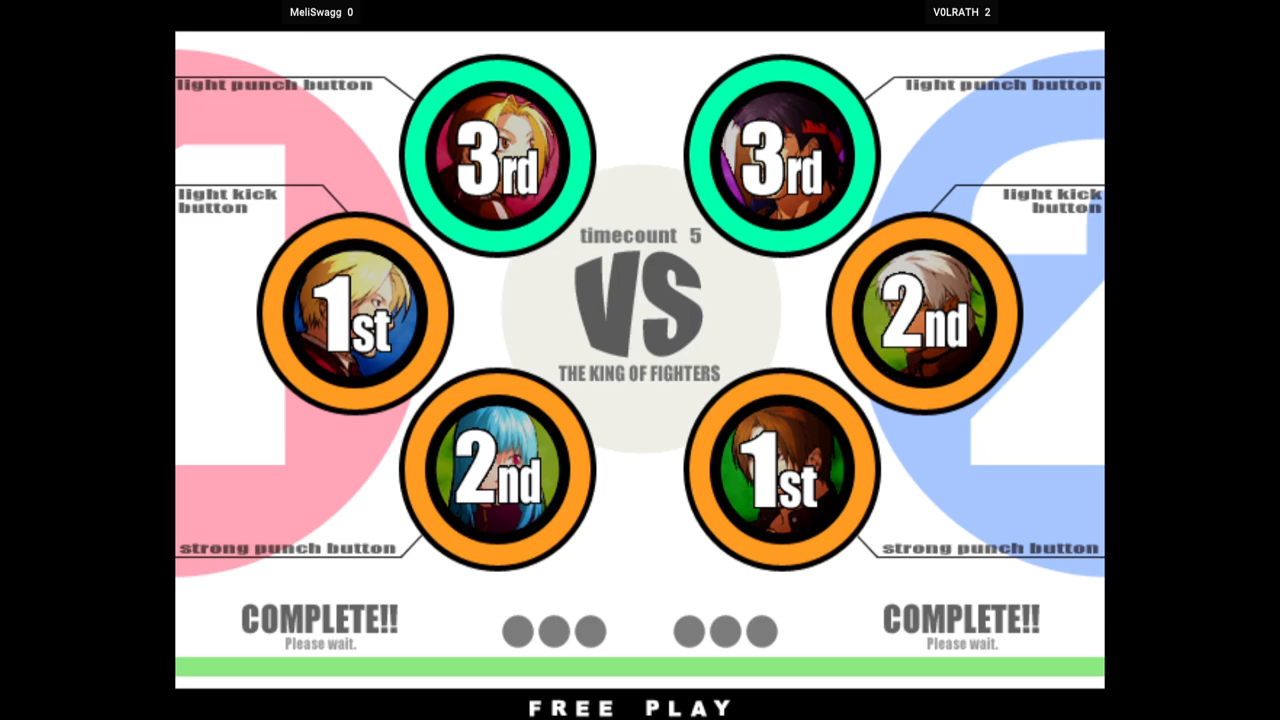 MeliSwagg 0
V0LRATH 2
light punch button
light punch button
3rd
3rd
light kick
button
light kick
button
timecount 5
1
2
VS
1st
2nd
THE KING OF FIGHTERS
2nd
1st
strong punch button
strong punch button
COMPLETE!!
Please wait.
COMPLETE!!
Please wait.
FREE PLAY